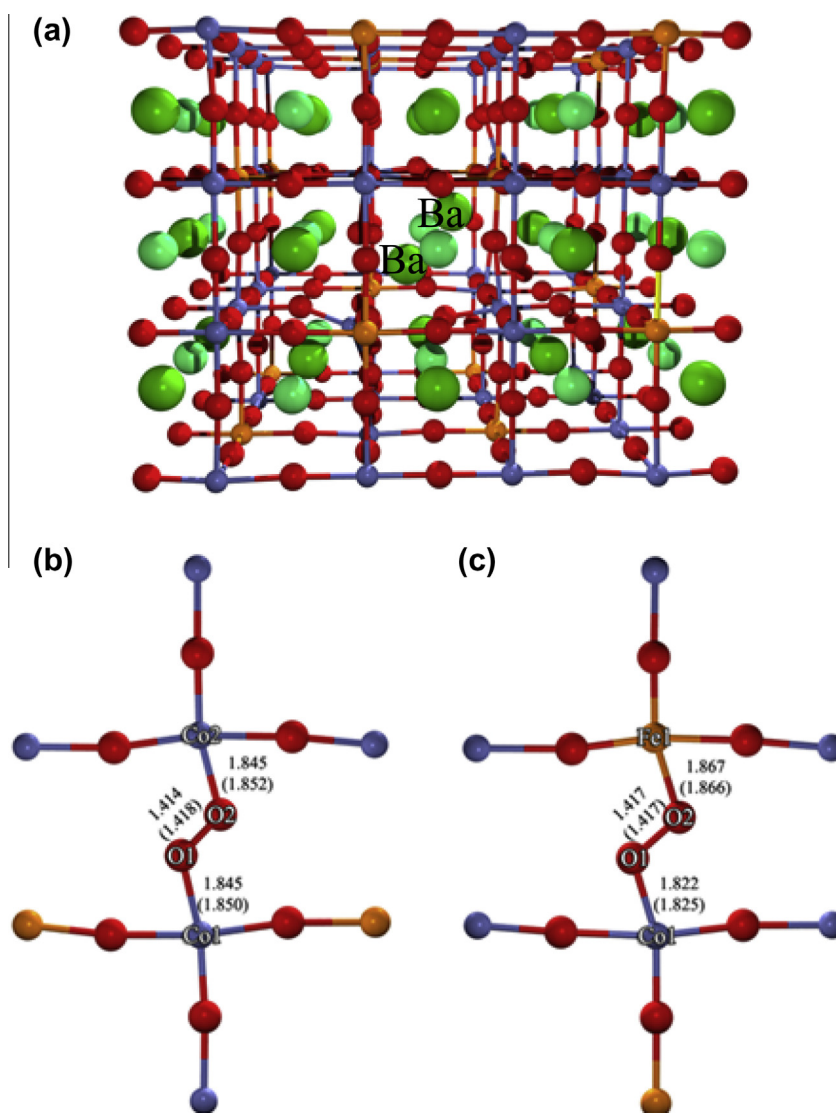 (a)
Ba
Ba
(b)
(c)
Co2
1.845
(1.852)
1.414
(1.418)
O2
O1
1.845
(1.850)
Co1
Fe1
1.867
(1.866)
1.417
(1.417)
O2
O1
1.822
(1.825)
Co1